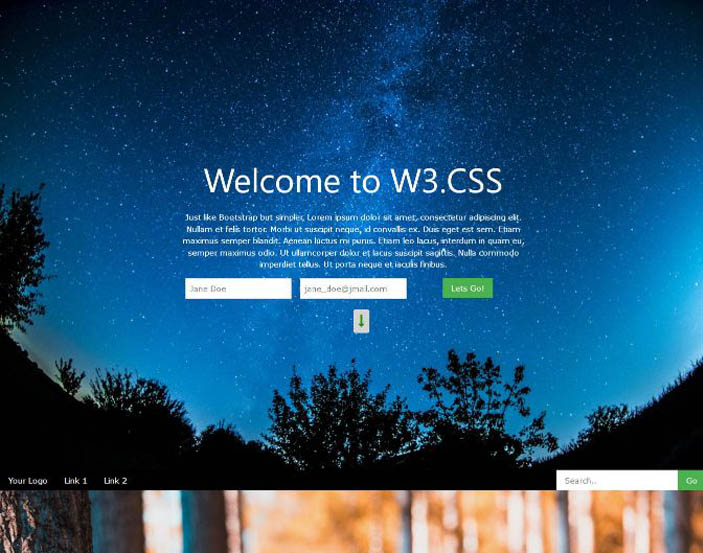 Welcome to W3.CSS
Just like Bootstrap but simpler, Lorem ipsum dolor sit amet, consectetur adipiscing elit.
Nullam et felis tortor. Morbi ut suscipit neque, id convallis ex. Duis eget est sem. Etiam
maximus semper blandit. Aenean luctus mi purus. Etiam leo lacus, interdum in quam eu,
semper maximus odio. Ut ullamcorper dolor et lacus suscipit sagittis. Nulla commodo
imperdiet tellus. Ut porta neque et iaculis finibus.
Jane Doe jane_doe@jmail.com Lets Go!
Your Logo Link 1 Link 2 Search.. Go